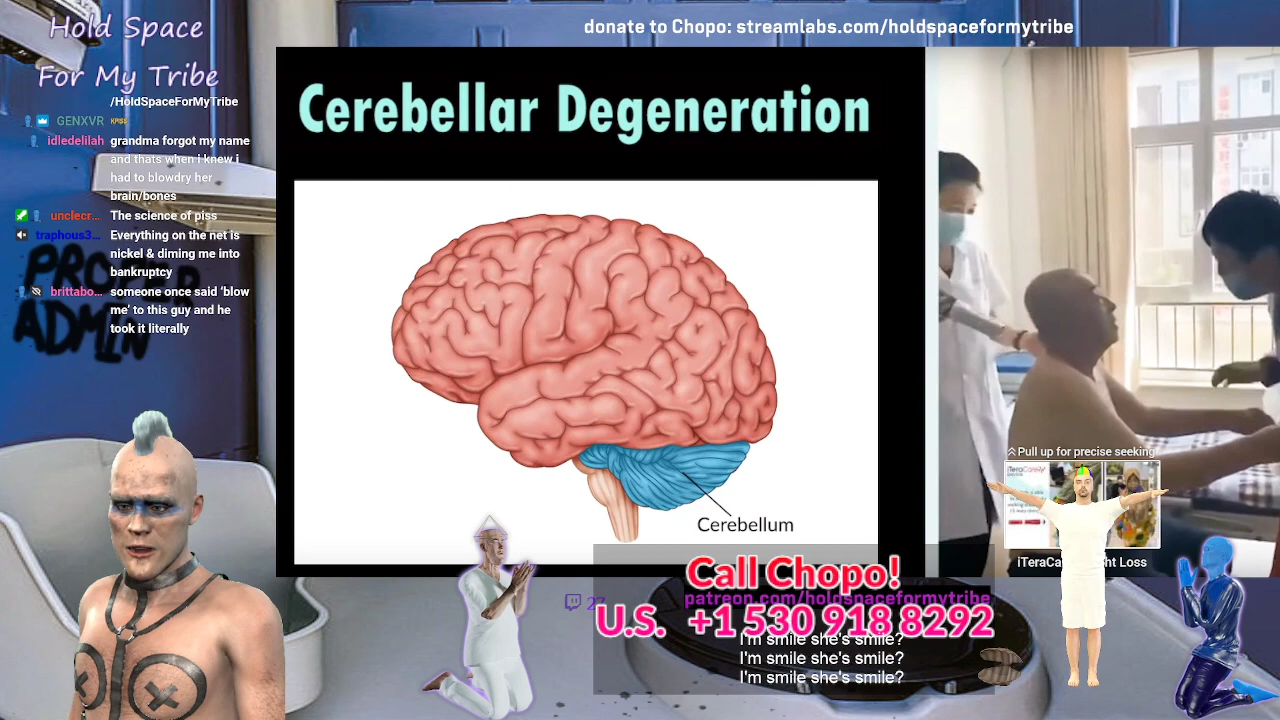 Hold Space
For My Tribe
donate to Chopo: streamlabs.com/holdspaceformytribe
/HoldSpaceForMyTribe
GENXVR
idledelilah grandma forgot my name
and thats when i knew i
had to blowdry her
brain/bones
unclecr... The science of piss
traphous3... Everything on the net is
nickel & diming me into
bankruptcy
brittabo... someone once said ‘blow
me’ to this guy and he
took it literally
PROPER
ADMIN
Cerebellar Degeneration
Cerebellum
Pull up for precise seeking
Call Chopo!
patreon.com/holdspaceformytribe
U.S. +1 530 918 8292
I'm smile she's smile?
I'm smile she's smile?
I'm smile she's smile?